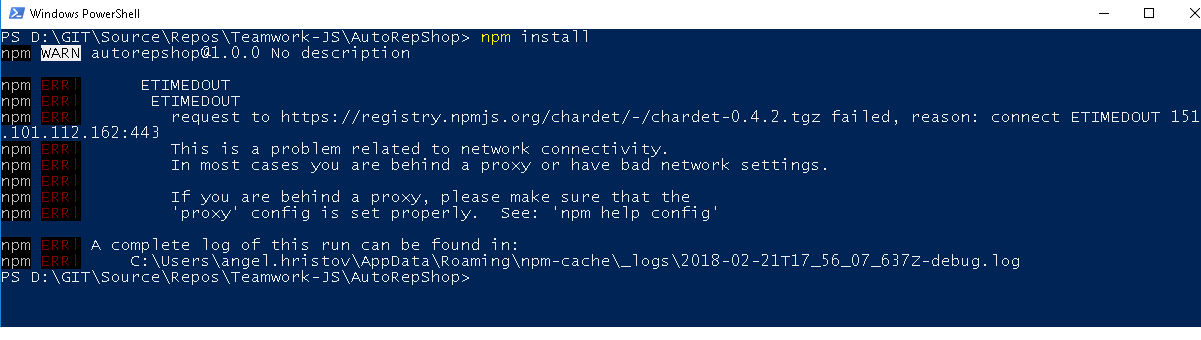 Windows PowerShell
PS D:\GIT\Source\Repos\Teamwork-JS\AutoRepShop> npm install
npm WARN autorepshop@1.0.0 No description
npm ERR! ETIMEDOUT
npm ERR! ETIMEDOUT
npm ERR! request to https://registry.npmjs.org/chardet/-/chardet-0.4.2.tgz failed, reason: connect ETIMEDOUT 151
.101.112.162:443
npm ERR! This is a problem related to network connectivity.
npm ERR! In most cases you are behind a proxy or have bad network settings.
npm ERR!
npm ERR! If you are behind a proxy, please make sure that the
npm ERR! 'proxy' config is set properly.  See: 'npm help config'
npm ERR! A complete log of this run can be found in:
npm ERR!     C:\Users\angel.hristov\AppData\Roaming\npm-cache\_logs\2018-02-21T17_56_07_637Z-debug.log
PS D:\GIT\Source\Repos\Teamwork-JS\AutoRepShop>